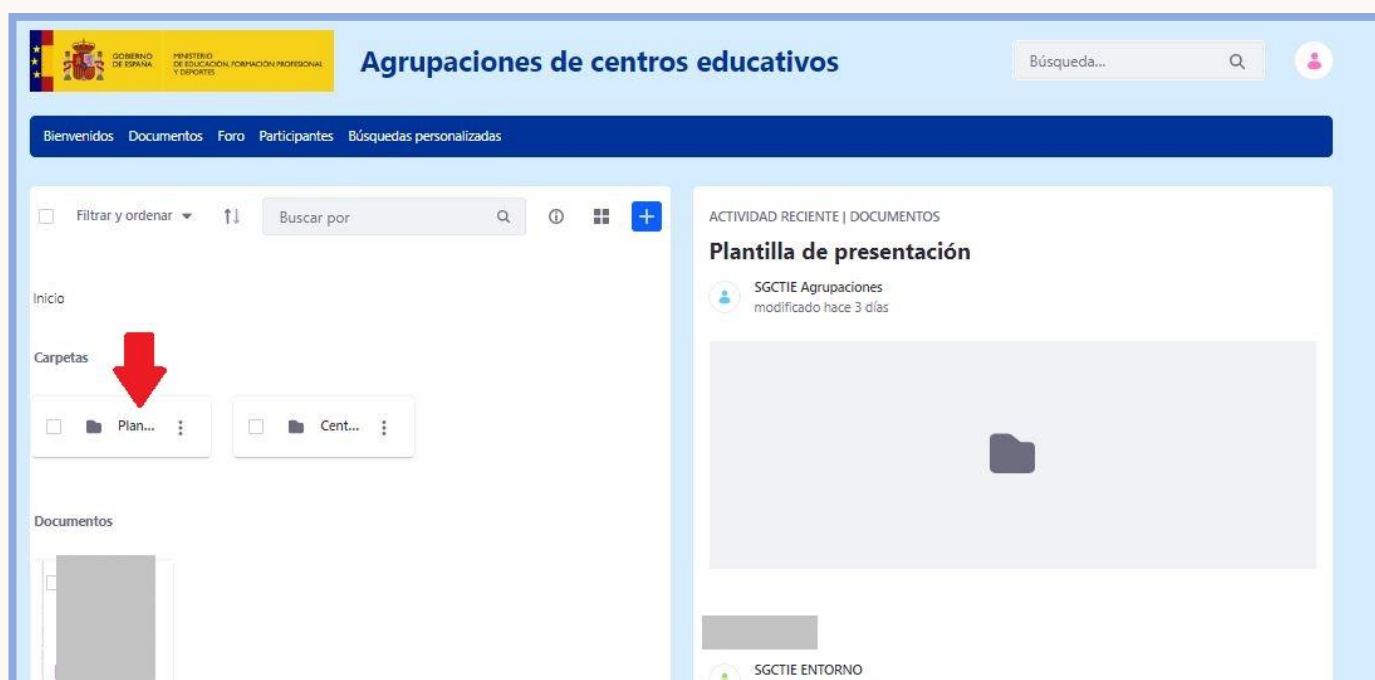 GOBIERNO
DE ESPAÑA
MINISTERIO
DE EDUCACIÓN, FORMACIÓN PROFESIONAL
Y DEPORTES
Agrupaciones de centros educativos
Búsqueda...
Bienvenidos Documentos Foro Participantes Búsquedas personalizadas
Filtrar y ordenar
Buscar por
Inicio
Carpetas
Plan...
Cent...
Documentos
ACTIVIDAD RECIENTE | DOCUMENTOS
Plantilla de presentación
SGCTIE Agrupaciones
modificado hace 3 días
SGCTIE ENTORNO